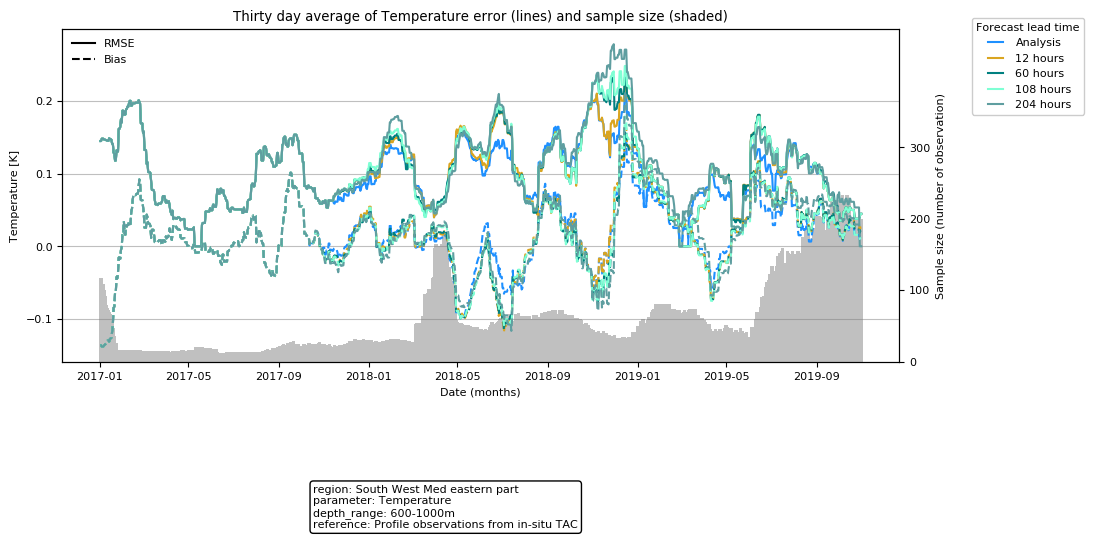 Thirty day average of Temperature error (lines) and sample size (shaded)
Forecast lead time
Analysis
12 hours
60 hours
108 hours
204 hours
RMSE
Bias
Temperature [K]
0.2
0.1
0.0
−0.1
Sample size (number of observation)
300
200
100
0
2017-01 2017-05 2017-09 2018-01 2018-05 2018-09 2019-01 2019-05 2019-09
Date (months)
region: South West Med eastern part
parameter: Temperature
depth_range: 600-1000m
reference: Profile observations from in-situ TAC